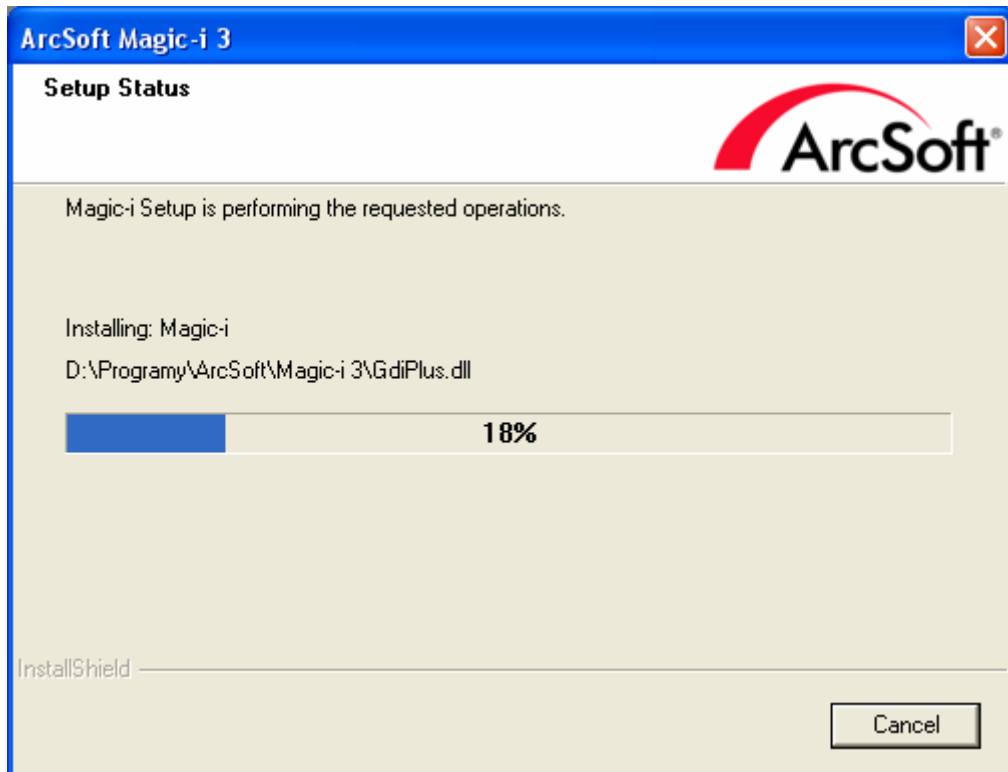 ArcSoft Magic-i 3
Setup Status
ArcSoft®
Magic-i Setup is performing the requested operations.
Installing: Magic-i
D:\Programy\ArcSoft\Magic-i 3\GdiPlus.dll
18%
InstallShield
Cancel